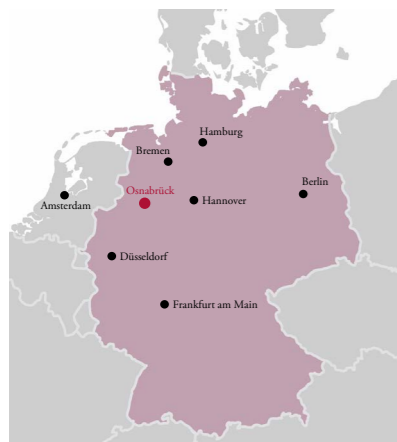 Hamburg
Bremen
Osnabrück
Berlin
Amsterdam
Hannover
Düsseldorf
Frankfurt am Main